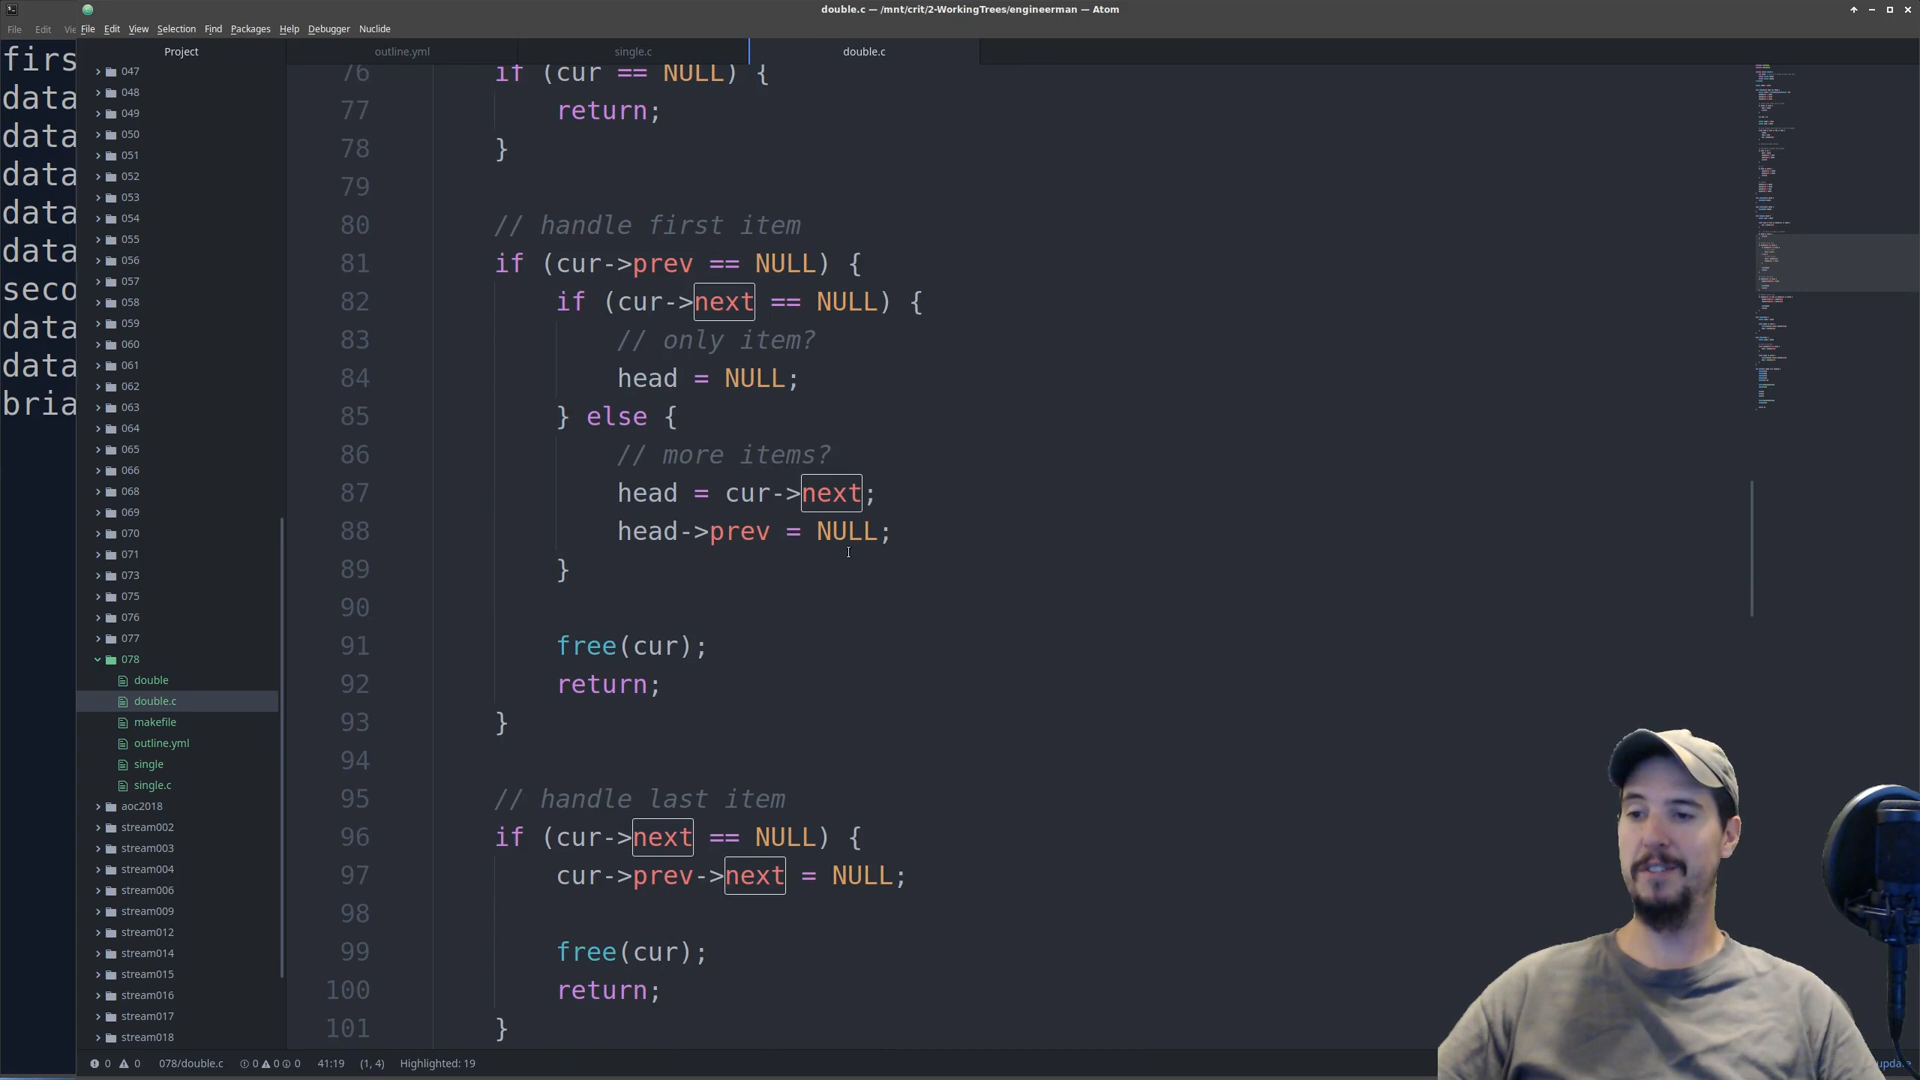 double.c — /mnt/crit/2-WorkingTrees/engineerman — Atom
File Edit
File Edit View Selection Find Packages Help Debugger Nuclide
Project
outline.yml
single.c
double.c
firs
data
data
data
data
data
seco
data
data
bria
047
048
049
050
051
052
053
054
055
056
057
058
059
060
061
062
063
064
065
066
068
069
070
071
073
075
076
077
078
double
double.c
makefile
outline.yml
single
single.c
aoc2018
stream002
stream003
stream004
stream006
stream009
stream012
stream014
stream015
stream016
stream017
stream018
76 if (cur == NULL) {
77 return;
78 }
79
80 // handle first item
81 if (cur->prev == NULL) {
82 if (cur->next == NULL) {
83 // only item?
84 head = NULL;
85 } else {
86 // more items?
87 head = cur->next;
88 head->prev = NULL;
89 }
90
91 free(cur);
92 return;
93 }
94
95 // handle last item
96 if (cur->next == NULL) {
97 cur->prev->next = NULL;
98
99 free(cur);
100 return;
101 }
0 0 078/double.c 0 0 0 41:19 (1, 4) Highlighted: 19